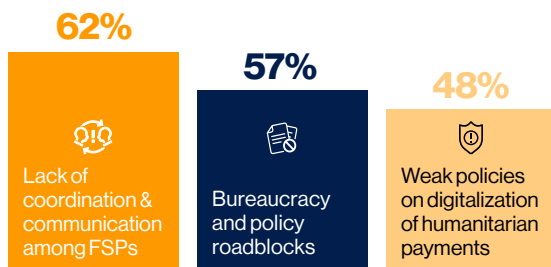 62%
Lack of
coordination &
communication
among FSPs
57%
Bureaucracy
and policy
roadblocks
48%
Weak policies
on digitalization
of humanitarian
payments